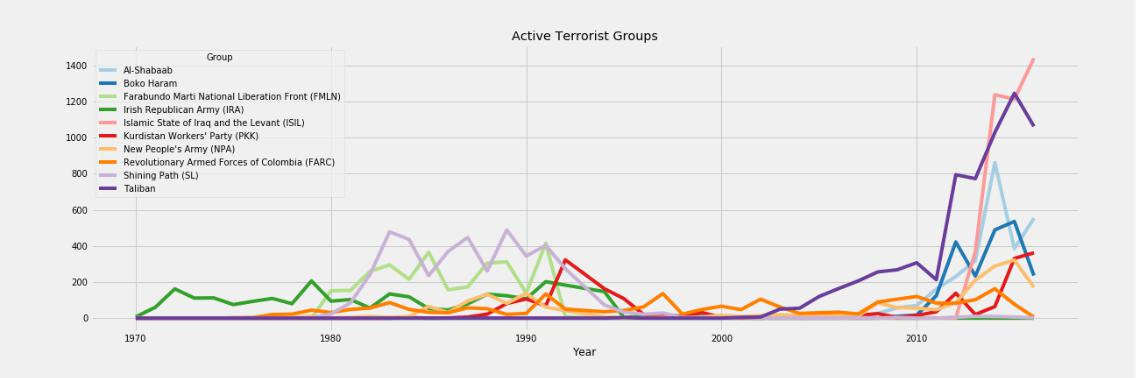 Active Terrorist Groups
Group
Al-Shabaab
Boko Haram
Farabundo Marti National Liberation Front (FMLN)
Irish Republican Army (IRA)
Islamic State of Iraq and the Levant (ISIL)
Kurdistan Workers' Party (PKK)
New People's Army (NPA)
Revolutionary Armed Forces of Colombia (FARC)
Shining Path (SL)
Taliban
1400
1200
1000
800
600
400
200
0
1970 1980 1990 2000 2010
Year